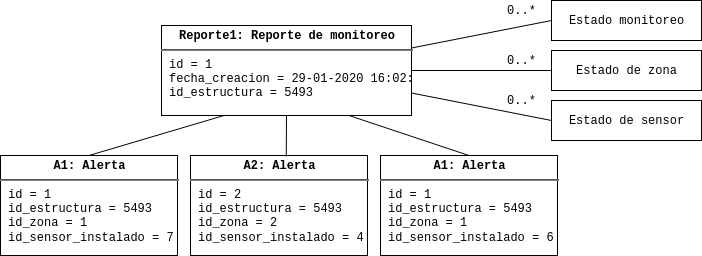 0..*
Estado monitoreo
Reporte1: Reporte de monitoreo
id = 1
fecha_creacion = 29-01-2020 16:02:
id_estructura = 5493
0..*
Estado de zona
0..*
Estado de sensor
A1: Alerta
id = 1
id_estructura = 5493
id_zona = 1
id_sensor_instalado = 7
A2: Alerta
id = 2
id_estructura = 5493
id_zona = 2
id_sensor_instalado = 4
A1: Alerta
id = 1
id_estructura = 5493
id_zona = 1
id_sensor_instalado = 6